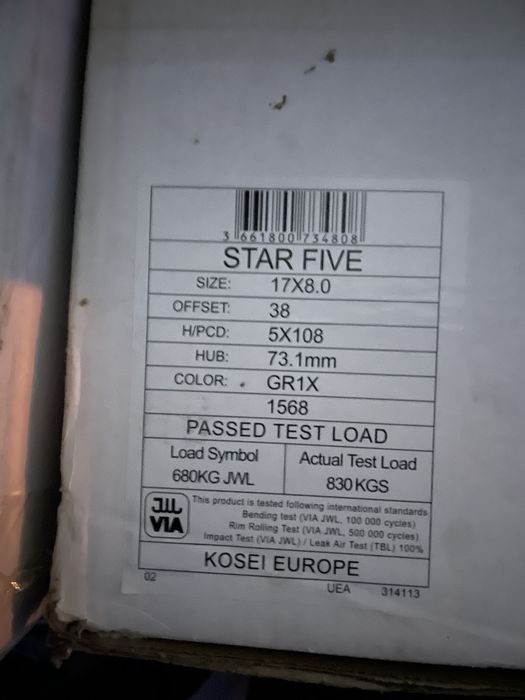 3 661800 734808
STAR FIVE
SIZE: 17X8.0
OFFSET: 38
H/PCD: 5X108
HUB: 73.1mm
COLOR: GR1X
1568
PASSED TEST LOAD
Load Symbol Actual Test Load
680KG JWL 830 KGS
JWL
VIA
This product is tested following international standards
Bending test (VIA JWL, 100 000 cycles)
Rim Rolling Test (VIA JWL, 500 000 cycles)
Impact Test (VIA JWL) / Leak Air Test (TBL) 100%
KOSEI EUROPE
02 UEA 314113